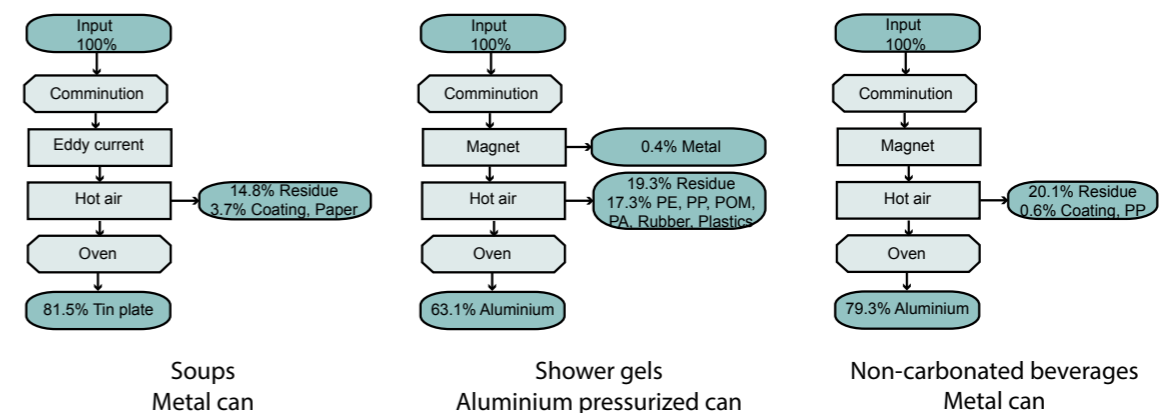 Input
100%
Comminution
Eddy current
Hot air
14.8% Residue
3.7% Coating, Paper
Oven
81.5% Tin plate
Soups
Metal can
Input
100%
Comminution
Magnet
0.4% Metal
Hot air
19.3% Residue
17.3% PE, PP, POM,
PA, Rubber, Plastics
Oven
63.1% Aluminium
Shower gels
Aluminium pressurized can
Input
100%
Comminution
Magnet
Hot air
20.1% Residue
0.6% Coating, PP
Oven
79.3% Aluminium
Non-carbonated beverages
Metal can